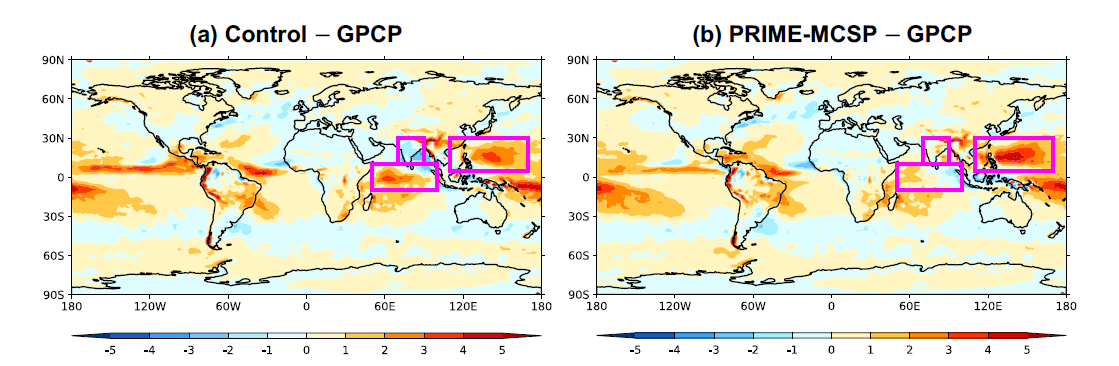 (a) Control − GPCP
(b) PRIME-MCSP − GPCP
90N
60N
30N
0
30S
60S
90S
180 120W 60W 0 60E 120E 180
-5 -4 -3 -2 -1 0 1 2 3 4 5
90N
60N
30N
0
30S
60S
90S
180 120W 60W 0 60E 120E 180
-5 -4 -3 -2 -1 0 1 2 3 4 5